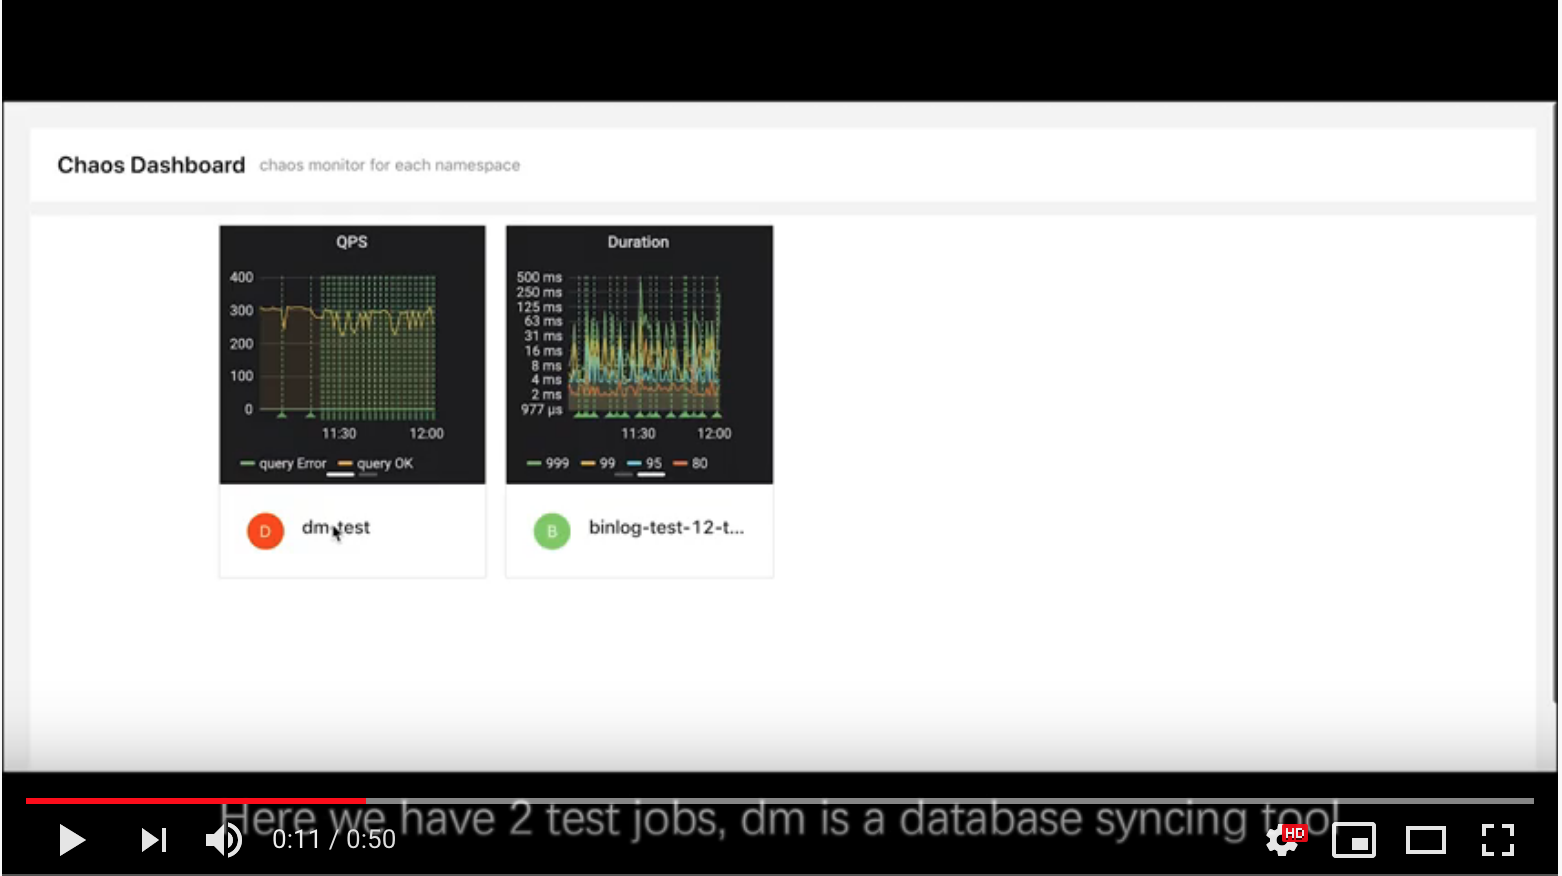 Chaos Dashboard chaos monitor for each namespace
QPS
400
300
200
100
0
11:30 12:00
query Error query OK
D dm-test
Duration
500 ms
250 ms
125 ms
63 ms
31 ms
16 ms
8 ms
4 ms
2 ms
977 µs
11:30 12:00
999 99 95 80
B binlog-test-12-t...
Here we have 2 test jobs, dm is a database syncing tool
0:11 / 0:50
HD